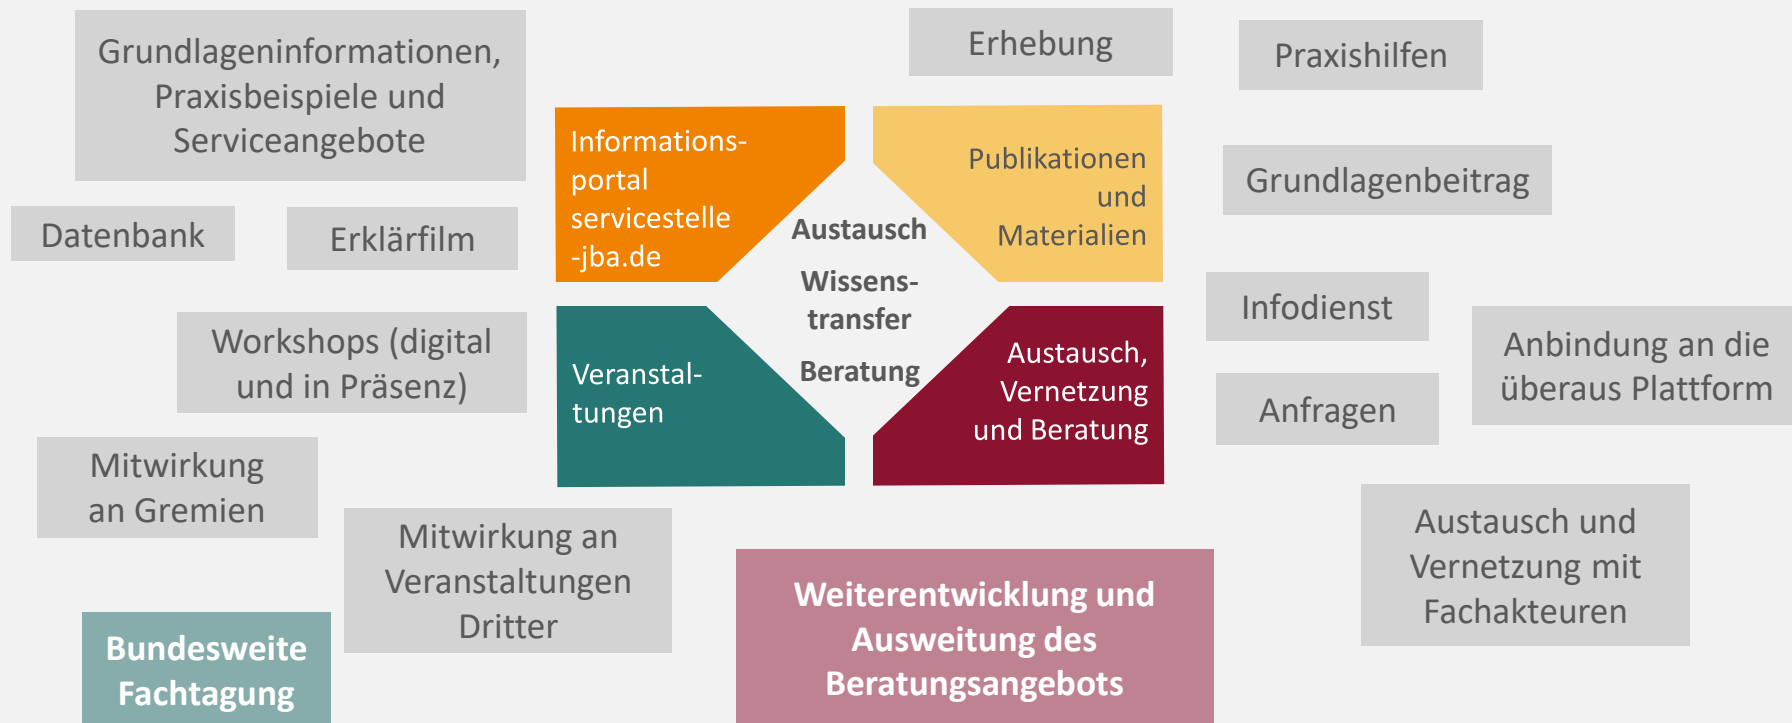 Grundlageninformationen,
Praxisbeispiele und
Serviceangebote
Erhebung
Praxishilfen
Informations-
portal
servicestelle
-jba.de
Publikationen
und
Materialien
Grundlagenbeitrag
Datenbank
Erklärfilm
Austausch
Wissens-
transfer
Beratung
Infodienst
Anbindung an die
überaus Plattform
Workshops (digital
und in Präsenz)
Veranstal-
tungen
Austausch,
Vernetzung
und Beratung
Anfragen
Mitwirkung
an Gremien
Mitwirkung an
Veranstaltungen
Dritter
Austausch und
Vernetzung mit
Fachakteuren
Bundesweite
Fachtagung
Weiterentwicklung und
Ausweitung des
Beratungsangebots